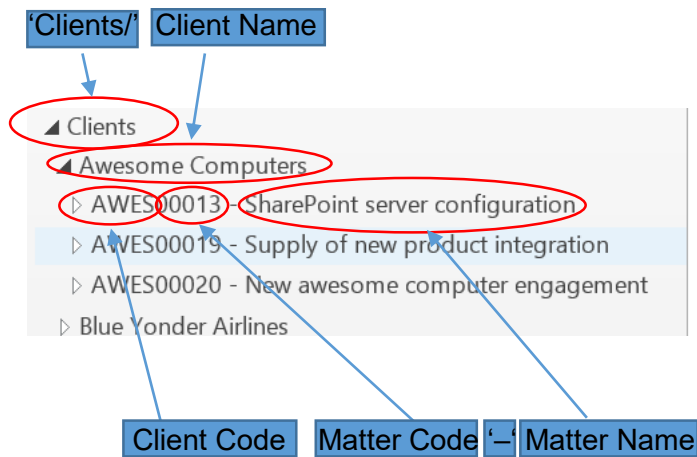 ‘Clients/’ Client Name
Clients
Awesome Computers
AWES00013 - SharePoint server configuration
AWES00019 - Supply of new product integration
AWES00020 - New awesome computer engagement
Blue Yonder Airlines
Client Code Matter Code ‘–‘ Matter Name